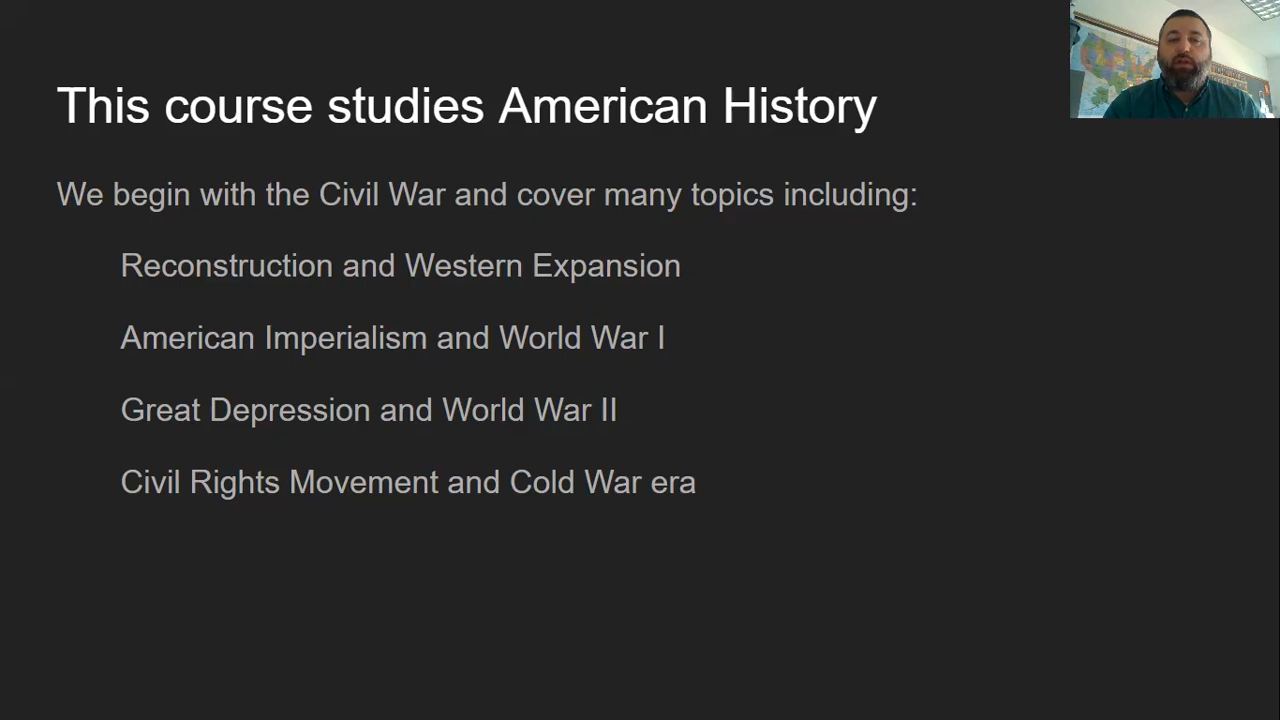 This course studies American History
We begin with the Civil War and cover many topics including:
Reconstruction and Western Expansion
American Imperialism and World War I
Great Depression and World War II
Civil Rights Movement and Cold War era